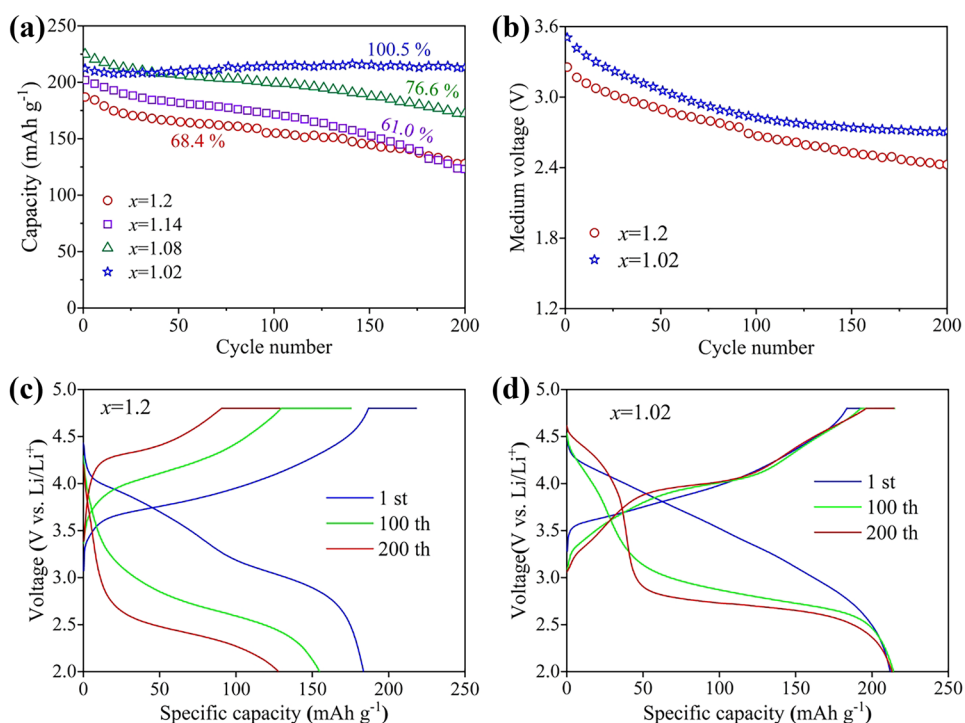 (a)
250
200
150
100
50
0
Capacity (mAh g⁻¹)
100.5 %
76.6 %
61.0 %
68.4 %
x=1.2
x=1.14
x=1.08
x=1.02
0 50 100 150 200
Cycle number
(b)
3.6
3.0
2.4
1.8
1.2
Medium voltage (V)
x=1.2
x=1.02
0 50 100 150 200
Cycle number
(c)
5.0
4.5
4.0
3.5
3.0
2.5
2.0
Voltage (V vs. Li/Li⁺)
x=1.2
1 st
100 th
200 th
0 50 100 150 200 250
Specific capacity (mAh g⁻¹)
(d)
5.0
4.5
4.0
3.5
3.0
2.5
2.0
Voltage(V vs. Li/Li⁺)
x=1.02
1 st
100 th
200 th
0 50 100 150 200 250
Specific capacity (mAh g⁻¹)